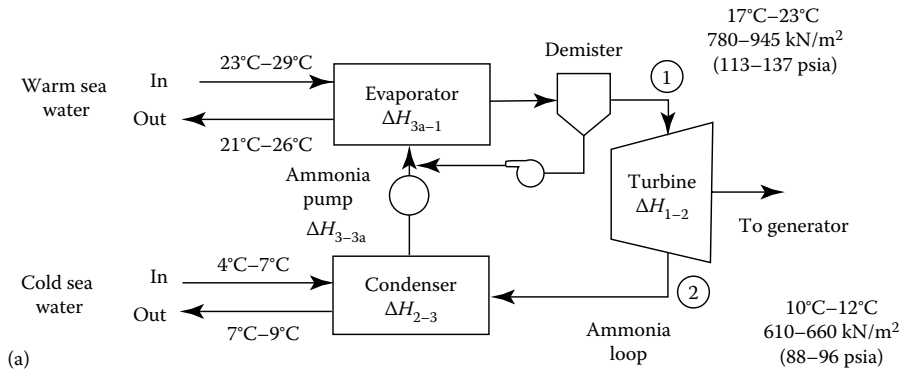 17°C–23°C
780–945 kN/m²
(113–137 psia)
Demister
1
Warm sea
water
In
23°C–29°C
Out
21°C–26°C
Evaporator
ΔH3a–1
Ammonia
pump
ΔH3–3a
Turbine
ΔH1–2
To generator
Cold sea
water
In
4°C–7°C
Out
7°C–9°C
Condenser
ΔH2–3
2
Ammonia
loop
10°C–12°C
610–660 kN/m²
(88–96 psia)
(a)